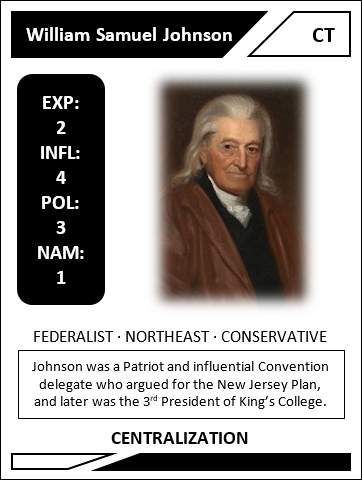 William Samuel Johnson
CT
EXP:
2
INFL:
4
POL:
3
NAM:
1
FEDERALIST · NORTHEAST · CONSERVATIVE
Johnson was a Patriot and influential Convention
delegate who argued for the New Jersey Plan,
and later was the 3rd President of King’s College.
CENTRALIZATION